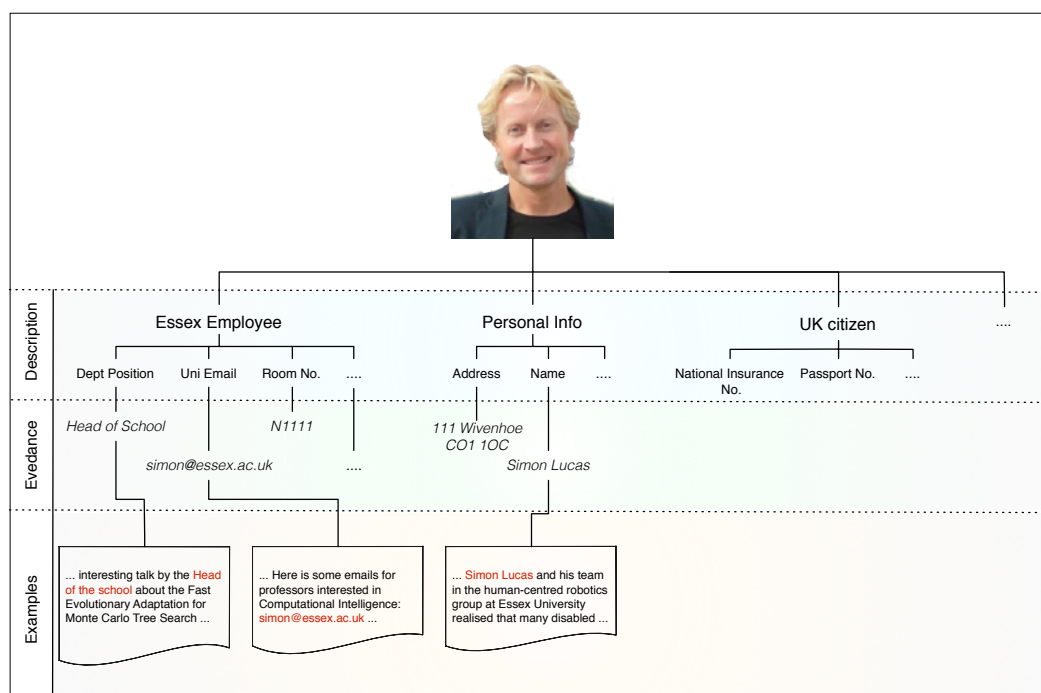 Description
Essex Employee
Personal Info
UK citizen
....
Dept Position
Uni Email
Room No.
....
Address
Name
....
National Insurance
No.
Passport No.
....
Evedance
Head of School
N1111
111 Wivenhoe
CO1 1OC
simon@essex.ac.uk
....
Simon Lucas
Examples
... interesting talk by the Head
of the school about the Fast
Evolutionary Adaptation for
Monte Carlo Tree Search ...
... Here is some emails for
professors interested in
Computational Intelligence:
simon@essex.ac.uk ...
... Simon Lucas and his team
in the human-centred robotics
group at Essex University
realised that many disabled ...